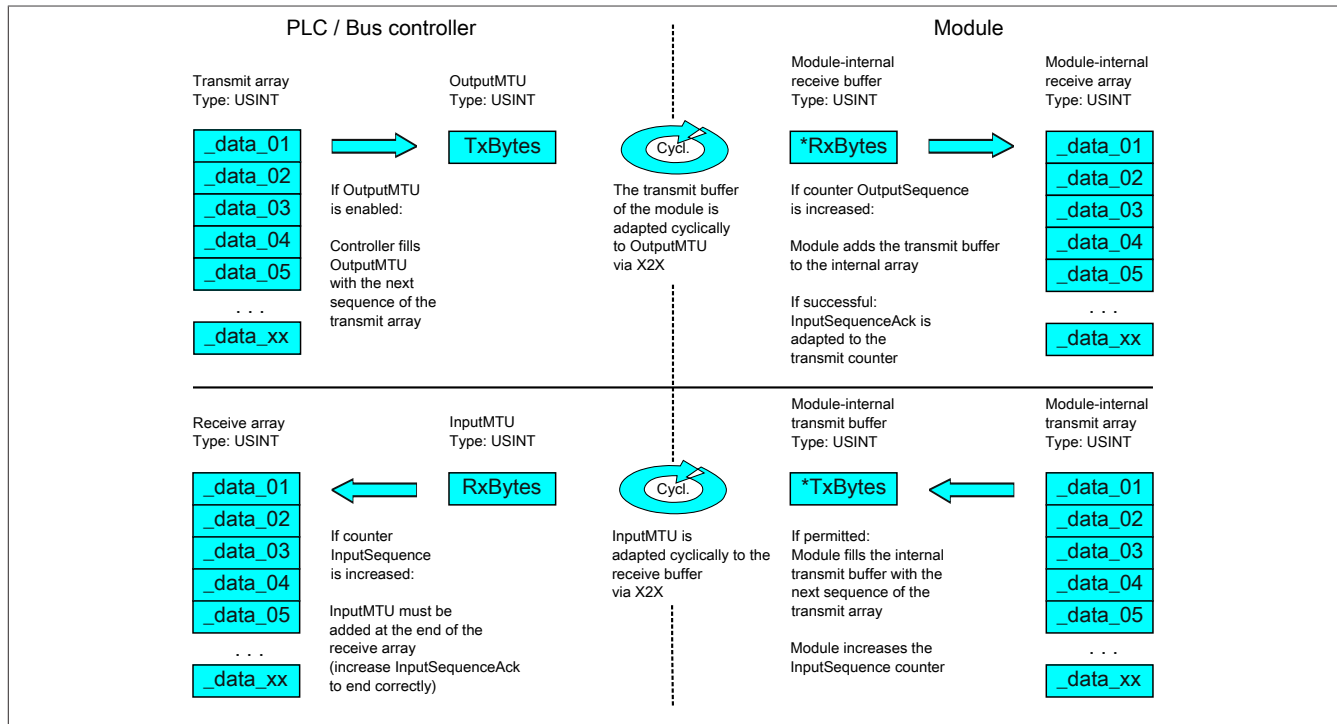 PLC / Bus controller
Module
Transmit array
Type: USINT
_data_01
_data_02
_data_03
_data_04
_data_05
. . .
_data_xx
If OutputMTU
is enabled:
Controller fills
OutputMTU
with the next
sequence of the
transmit array
OutputMTU
Type: USINT
TxBytes
Cycl.
The transmit buffer
of the module is
adapted cyclically
to OutputMTU
via X2X
Module-internal
receive buffer
Type: USINT
*RxBytes
If counter OutputSequence
is increased:
Module adds the transmit buffer
to the internal array
If successful:
InputSequenceAck is
adapted to the
transmit counter
Module-internal
receive array
Type: USINT
_data_01
_data_02
_data_03
_data_04
_data_05
. . .
_data_xx
Receive array
Type: USINT
_data_01
_data_02
_data_03
_data_04
_data_05
. . .
_data_xx
If counter
InputSequence
is increased:
InputMTU must be
added at the end of the
receive array
(increase InputSequenceAck
to end correctly)
InputMTU
Type: USINT
RxBytes
Cycl.
InputMTU is
adapted cyclically to the
receive buffer
via X2X
Module-internal
transmit buffer
Type: USINT
*TxBytes
If permitted:
Module fills the internal
transmit buffer with the
next sequence of the
transmit array
Module increases the
InputSequence counter
Module-internal
transmit array
Type: USINT
_data_01
_data_02
_data_03
_data_04
_data_05
. . .
_data_xx